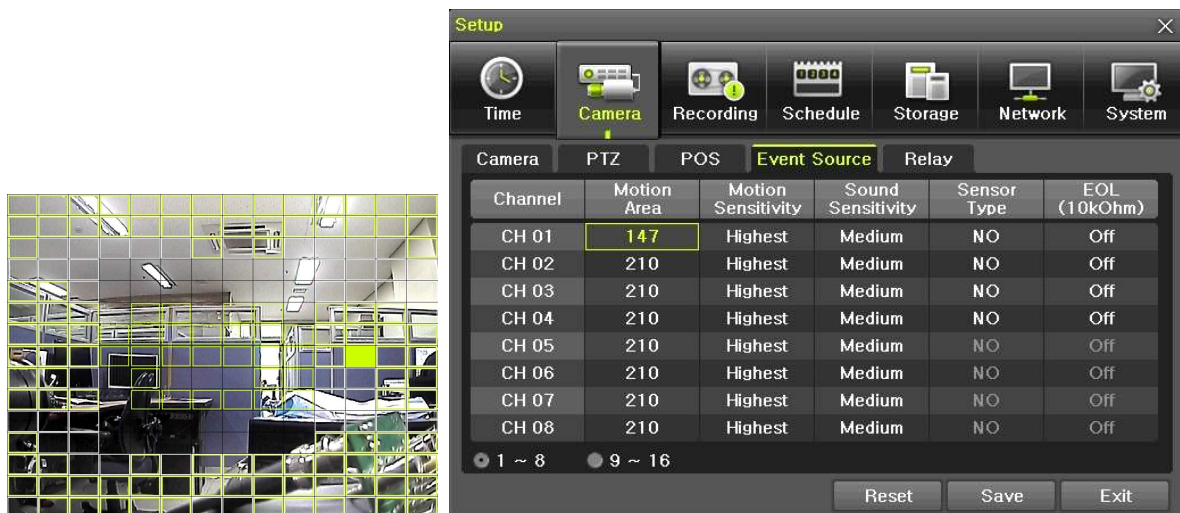 Setup
Time Camera Recording Schedule Storage Network System
Camera PTZ POS Event Source Relay
Channel Motion Area Motion Sensitivity Sound Sensitivity Sensor Type EOL (10kOhm)
CH 01 147 Highest Medium NO Off
CH 02 210 Highest Medium NO Off
CH 03 210 Highest Medium NO Off
CH 04 210 Highest Medium NO Off
CH 05 210 Highest Medium NO Off
CH 06 210 Highest Medium NO Off
CH 07 210 Highest Medium NO Off
CH 08 210 Highest Medium NO Off
1 ~ 8 9 ~ 16
Reset Save Exit